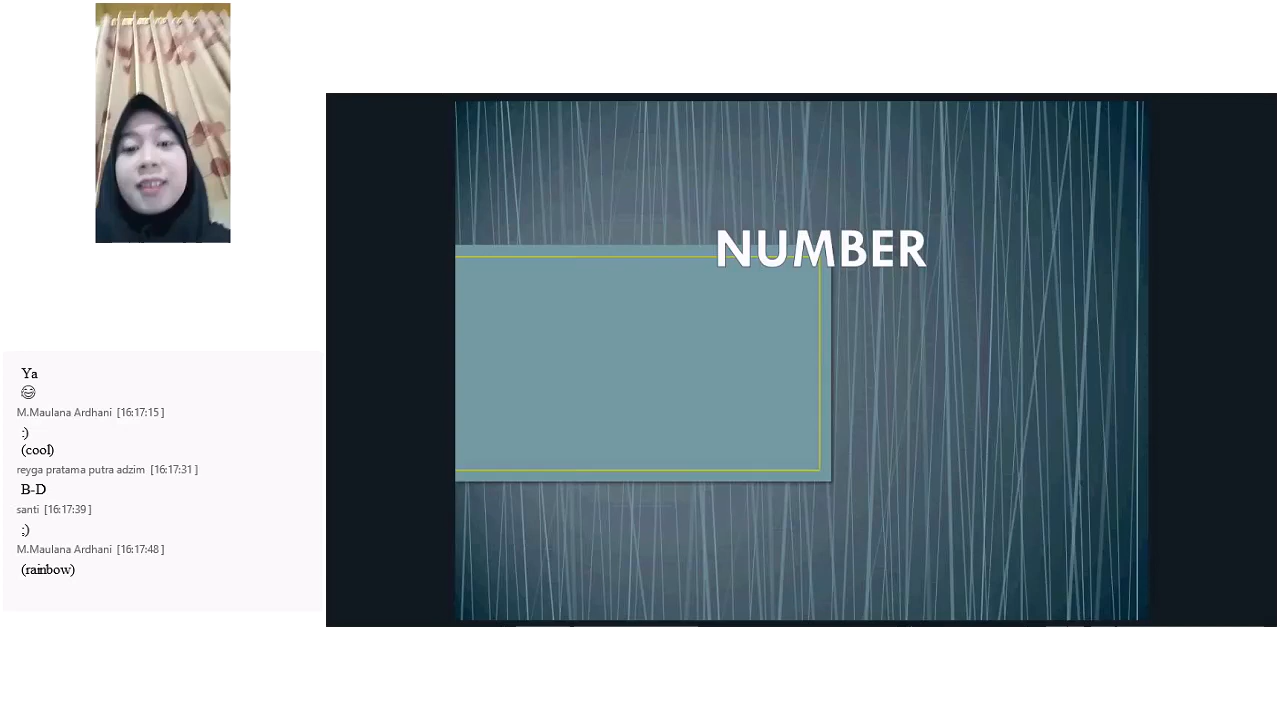 NUMBER
Ya
😄
M.Maulana Ardhani [16:17:15 ]
:)
(cool)
reyga pratama putra adzim [16:17:31 ]
B-D
santi [16:17:39 ]
;)
M.Maulana Ardhani [16:17:48 ]
(rainbow)